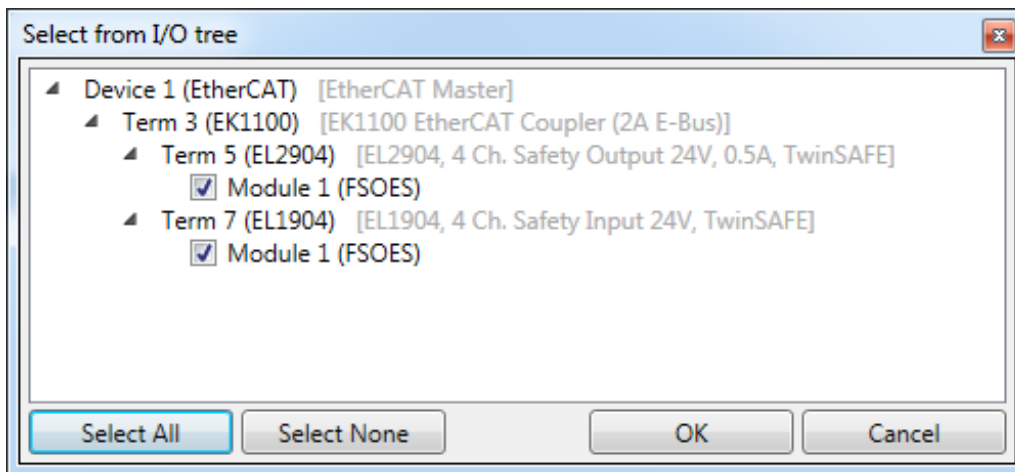 Select from I/O tree
Device 1 (EtherCAT) [EtherCAT Master]
Term 3 (EK1100) [EK1100 EtherCAT Coupler (2A E-Bus)]
Term 5 (EL2904) [EL2904, 4 Ch. Safety Output 24V, 0.5A, TwinSAFE]
Module 1 (FSOES)
Term 7 (EL1904) [EL1904, 4 Ch. Safety Input 24V, TwinSAFE]
Module 1 (FSOES)
Select All Select None OK Cancel